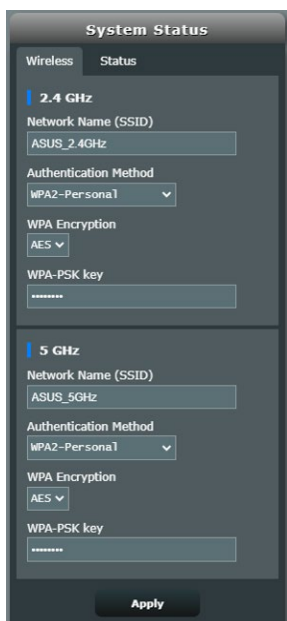 System Status
Wireless Status
2.4 GHz
Network Name (SSID)
ASUS_2.4GHz
Authentication Method
WPA2-Personal
WPA Encryption
AES
WPA-PSK key
••••••••
5 GHz
Network Name (SSID)
ASUS_5GHz
Authentication Method
WPA2-Personal
WPA Encryption
AES
WPA-PSK key
••••••••
Apply